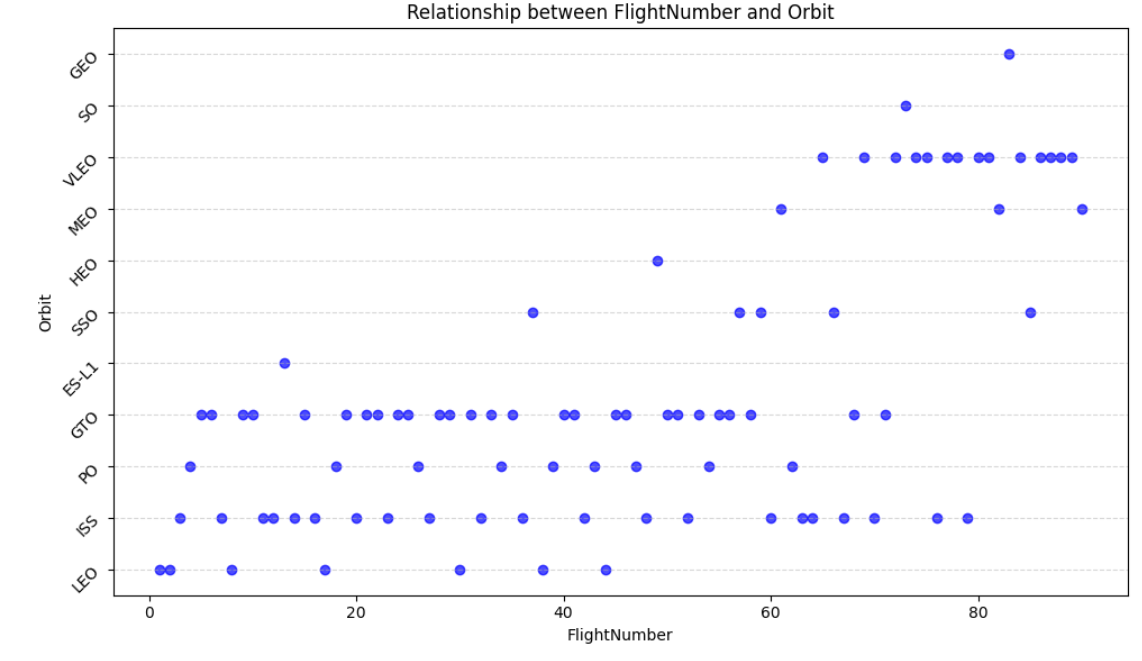 Relationship between FlightNumber and Orbit
GEO
SO
VLEO
MEO
HEO
SSO
ES-L1
GTO
PO
ISS
LEO
Orbit
0 20 40 60 80
FlightNumber